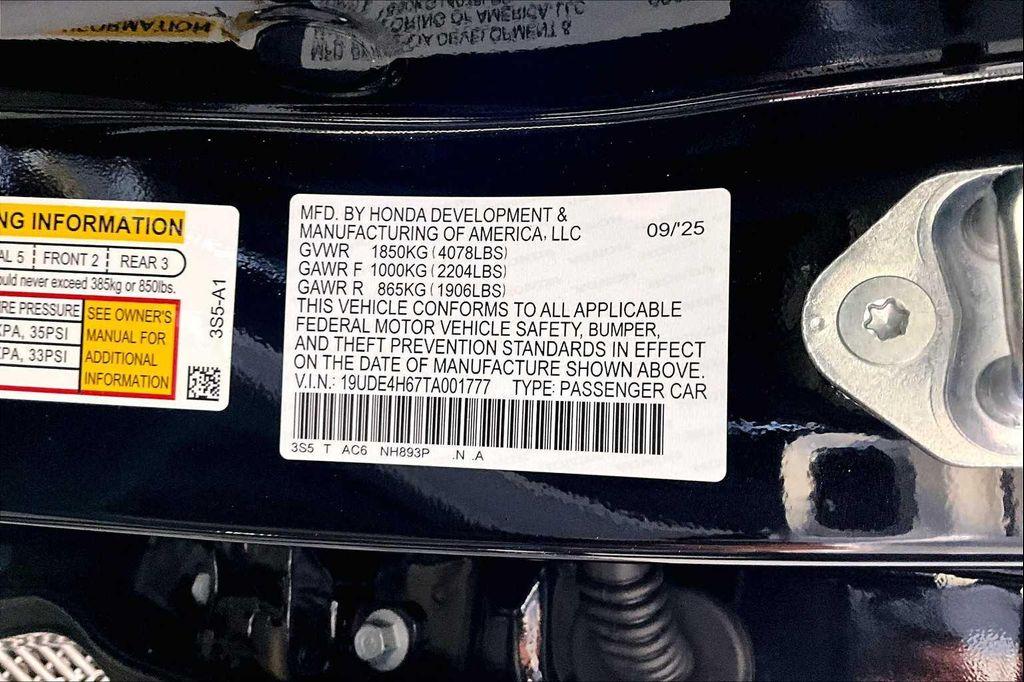 NG INFORMATION
AL 5 FRONT 2 REAR 3
ould never exceed 385kg or 850lbs.
RE PRESSURE
KPA, 35PSI
KPA, 33PSI
SEE OWNER'S
MANUAL FOR
ADDITIONAL
INFORMATION
3S5-A1
MFD. BY HONDA DEVELOPMENT &
MANUFACTURING OF AMERICA, LLC 09/'25
GVWR 1850KG (4078LBS)
GAWR F 1000KG (2204LBS)
GAWR R 865KG (1906LBS)
THIS VEHICLE CONFORMS TO ALL APPLICABLE
FEDERAL MOTOR VEHICLE SAFETY, BUMPER,
AND THEFT PREVENTION STANDARDS IN EFFECT
ON THE DATE OF MANUFACTURE SHOWN ABOVE.
V.I.N.: 19UDE4H67TA001777 TYPE: PASSENGER CAR
3S5 T AC6 NH893P .N .A